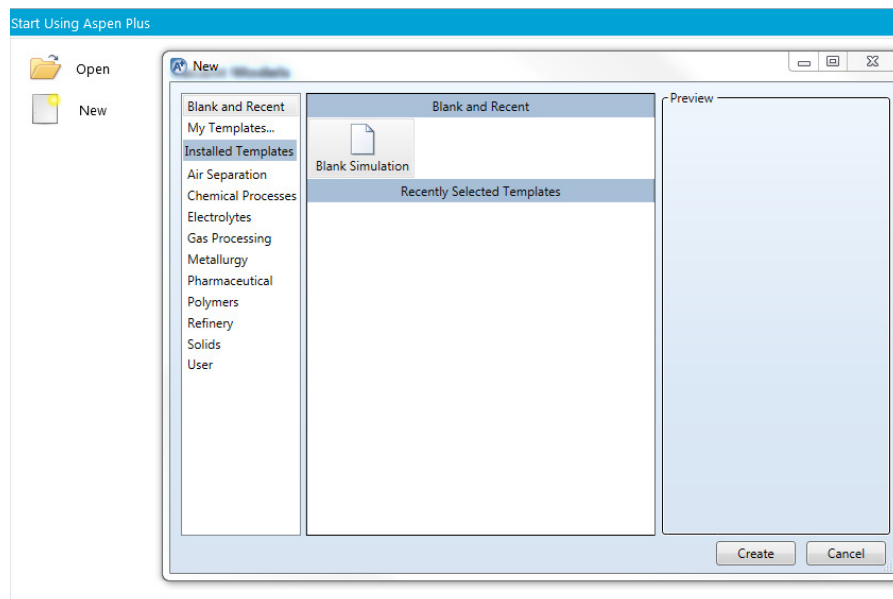 Start Using Aspen Plus
Open
New
New
Blank and Recent
My Templates...
Installed Templates
Air Separation
Chemical Processes
Electrolytes
Gas Processing
Metallurgy
Pharmaceutical
Polymers
Refinery
Solids
User
Blank and Recent
Blank Simulation
Recently Selected Templates
Preview
Create
Cancel